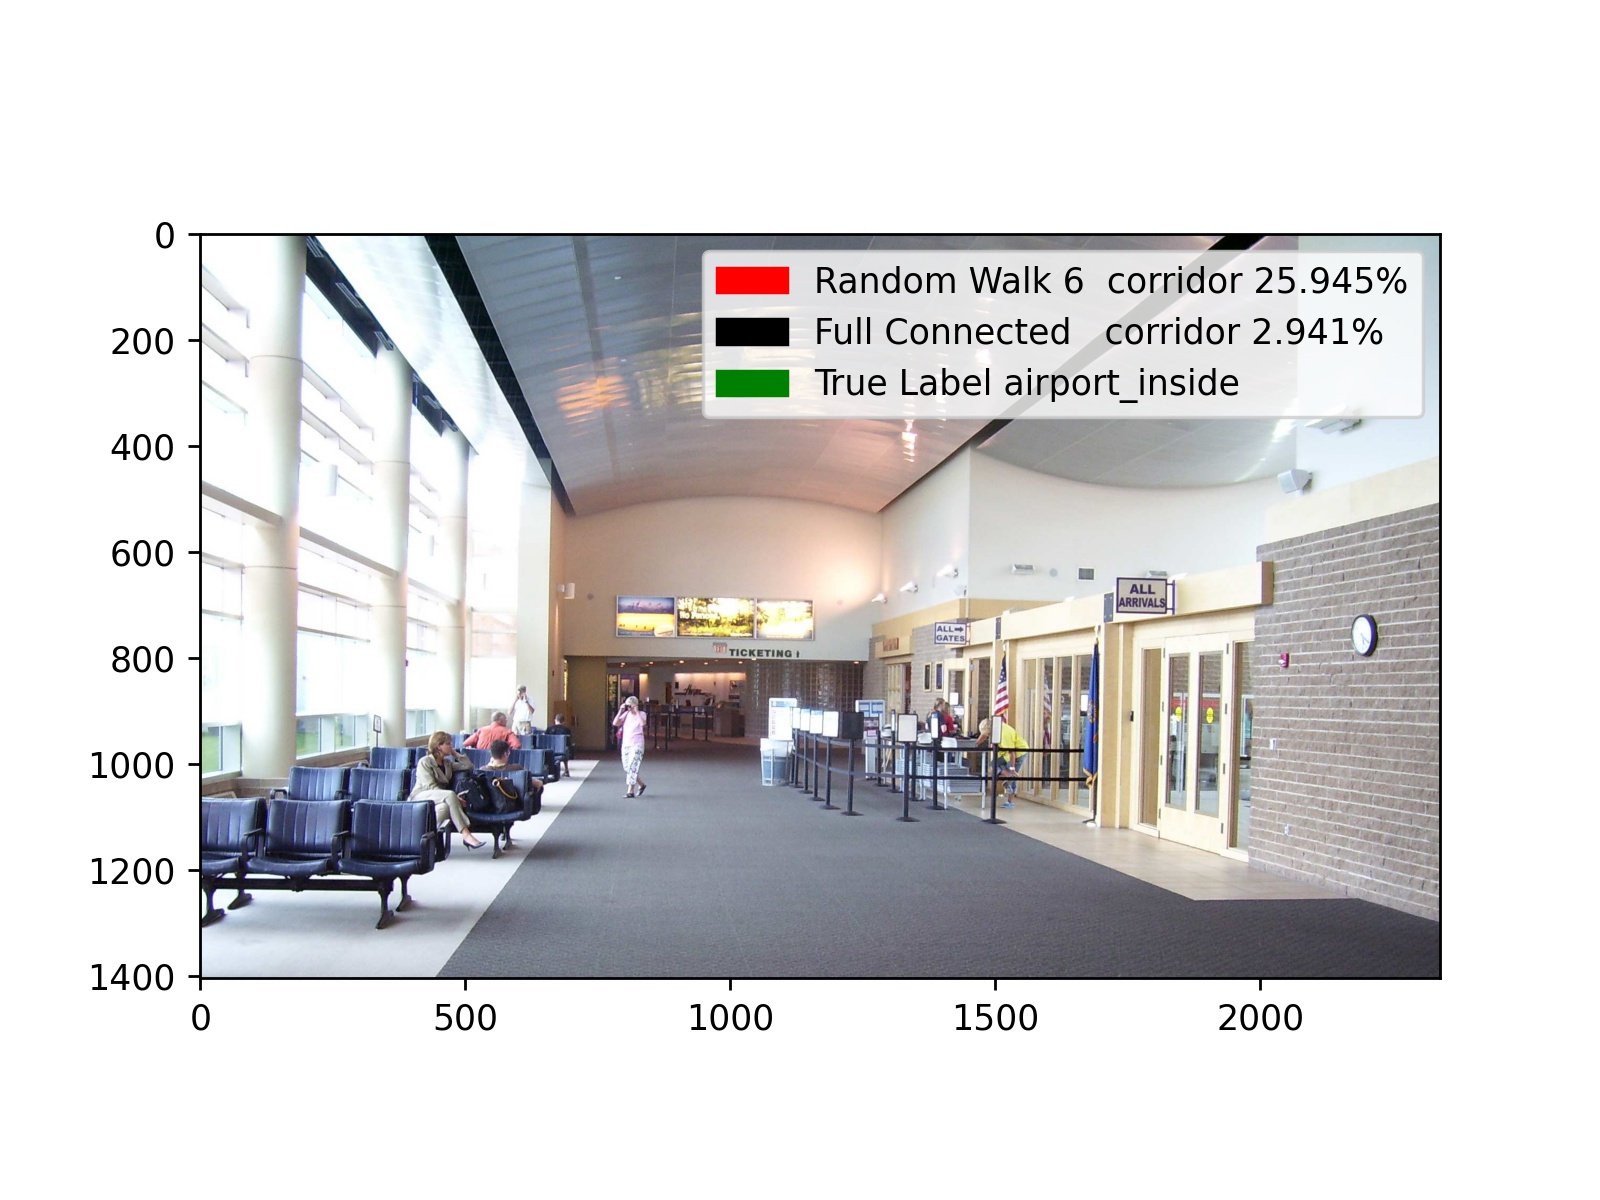 Random Walk 6 corridor 25.945%
Full Connected corridor 2.941%
True Label airport_inside
0
200
400
600
800
1000
1200
1400
0
500
1000
1500
2000
ALL
ARRIVALS
ALL→
GATES
TICKETING